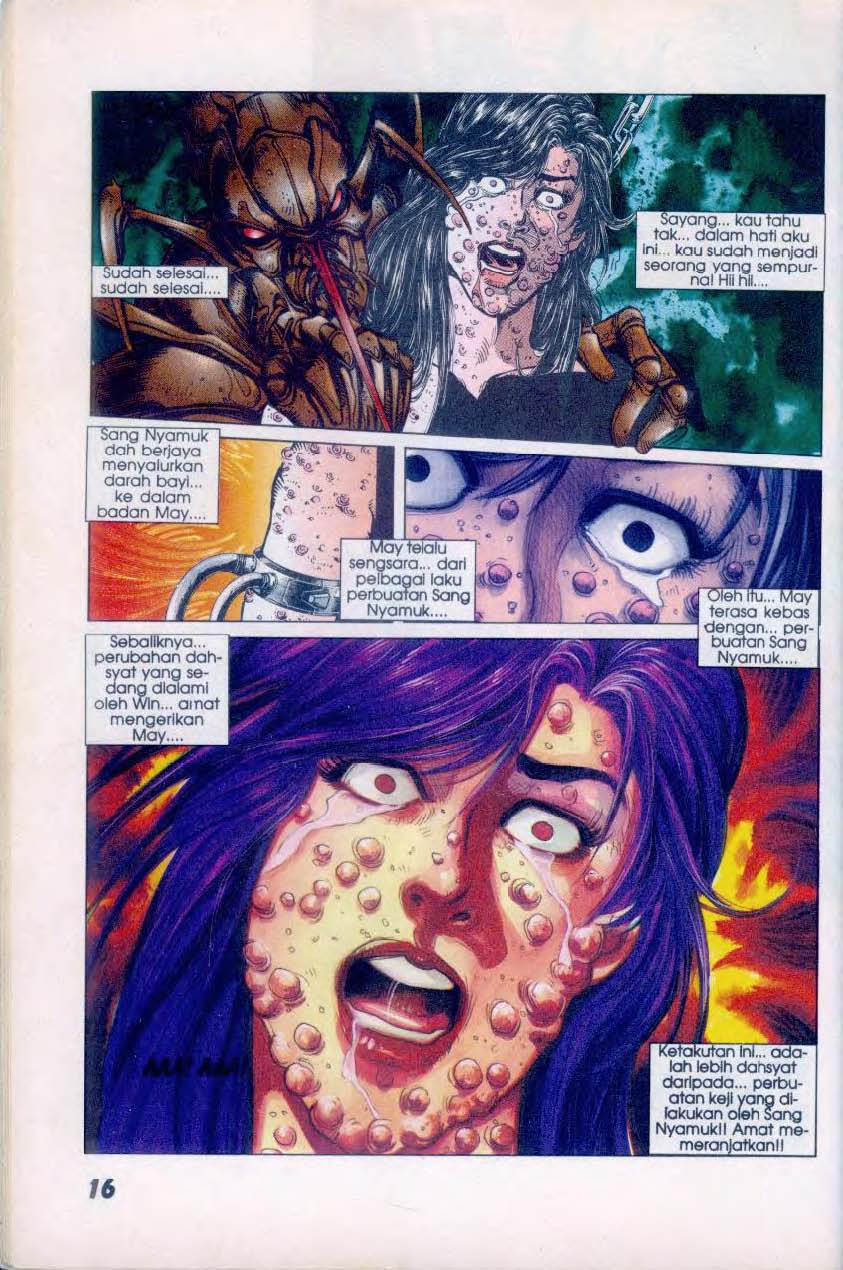 Sudah selesai...
sudah selesai....
Sayang... kau tahu
tak... dalam hati aku
ini... kau sudah menjadi
seorang yang sempur-
na! Hii hii....
Sang Nyamuk
dah berjaya
menyalurkan
darah bayi...
ke dalam
badan May....
May telalu
sengsara... dari
pelbagai laku
perbuatan Sang
Nyamuk....
Oleh itu... May
terasa kebas
dengan... per-
buatan Sang
Nyamuk....
Sebaliknya...
perubahan dah-
syat yang se-
dang dialami
oleh Win... amat
mengerikan
May....
Ketakutan ini... ada-
lah lebih dahsyat
daripada... perbu-
atan keji yang di-
lakukan oleh Sang
Nyamuk!! Amat me-
meranjatkan!!
16